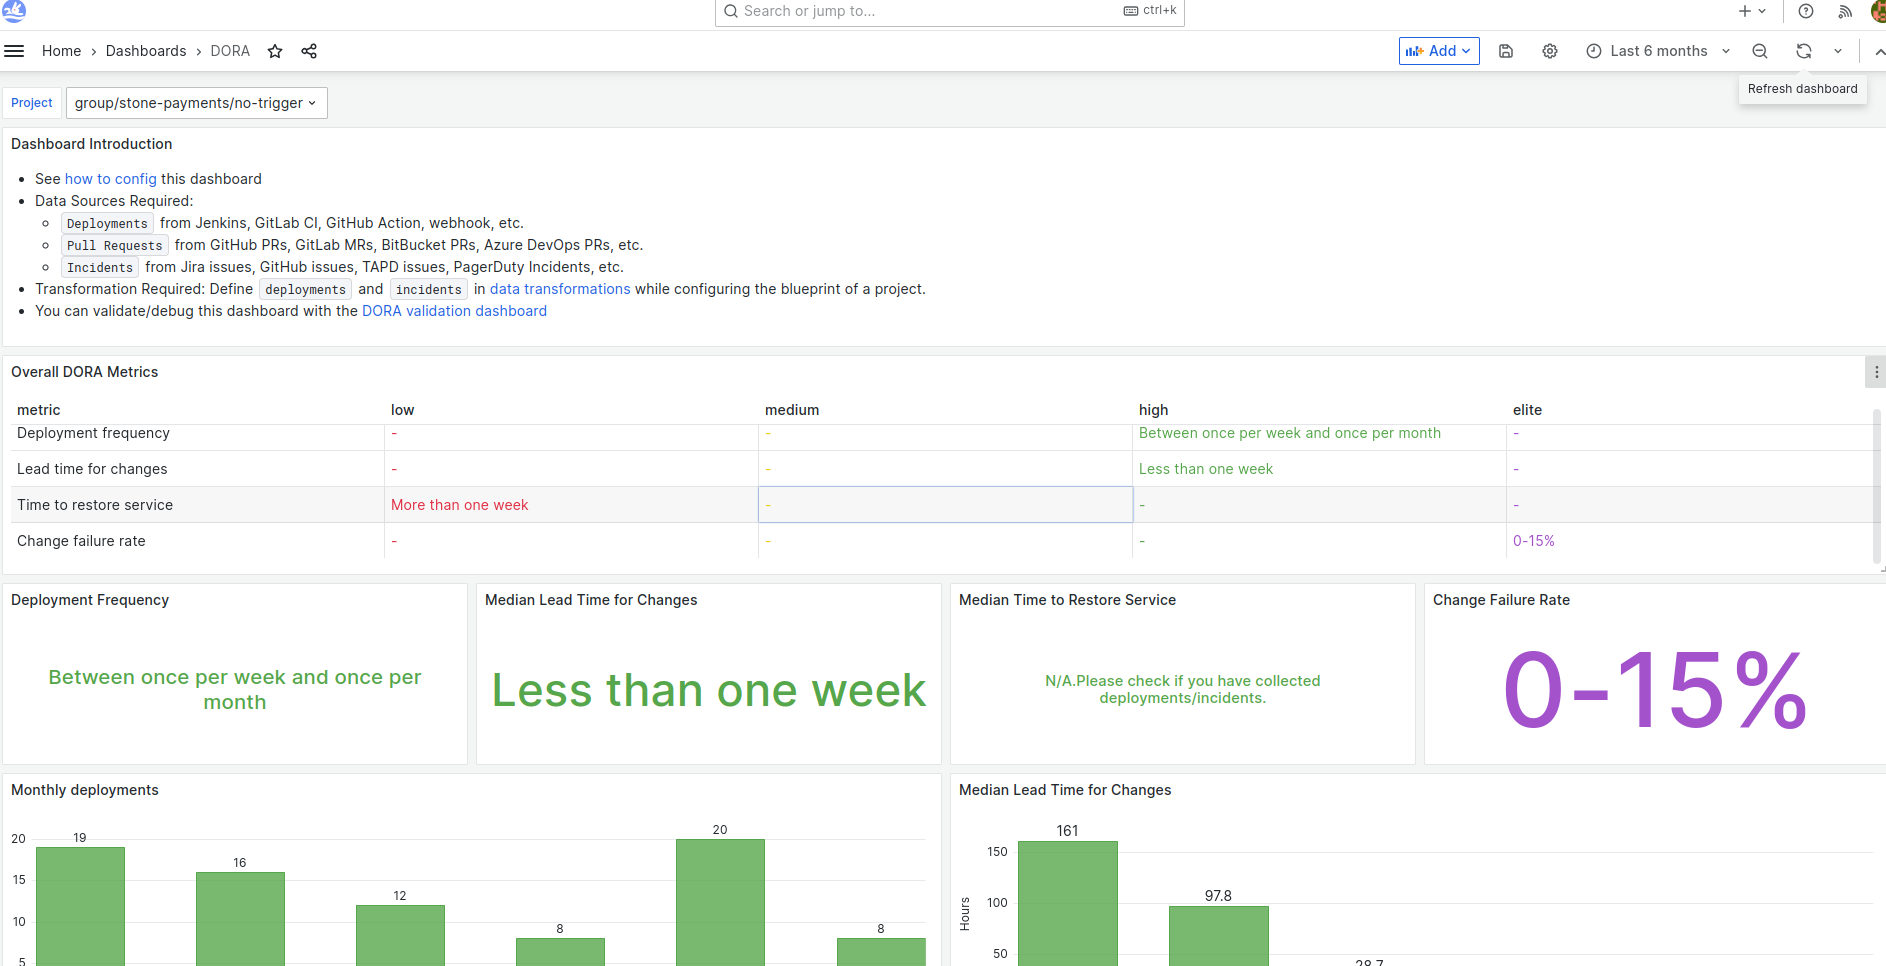 Search or jump to...
ctrl+k
Home
Dashboards
DORA
Add
Last 6 months
Refresh dashboard
Project
group/stone-payments/no-trigger
Dashboard Introduction
See how to config this dashboard
Data Sources Required:
Deployments from Jenkins, GitLab CI, GitHub Action, webhook, etc.
Pull Requests from GitHub PRs, GitLab MRs, BitBucket PRs, Azure DevOps PRs, etc.
Incidents from Jira issues, GitHub issues, TAPD issues, PagerDuty Incidents, etc.
Transformation Required: Define deployments and incidents in data transformations while configuring the blueprint of a project.
You can validate/debug this dashboard with the DORA validation dashboard
Overall DORA Metrics
metric low medium high elite
Deployment frequency - - Between once per week and once per month -
Lead time for changes - - Less than one week -
Time to restore service More than one week - - -
Change failure rate - - - 0-15%
Deployment Frequency
Between once per week and once per
month
Median Lead Time for Changes
Less than one week
Median Time to Restore Service
N/A.Please check if you have collected
deployments/incidents.
Change Failure Rate
0-15%
Monthly deployments
20
15
10
5
19
16
12
8
20
8
Median Lead Time for Changes
Hours
150
100
50
161
97.8
28.7